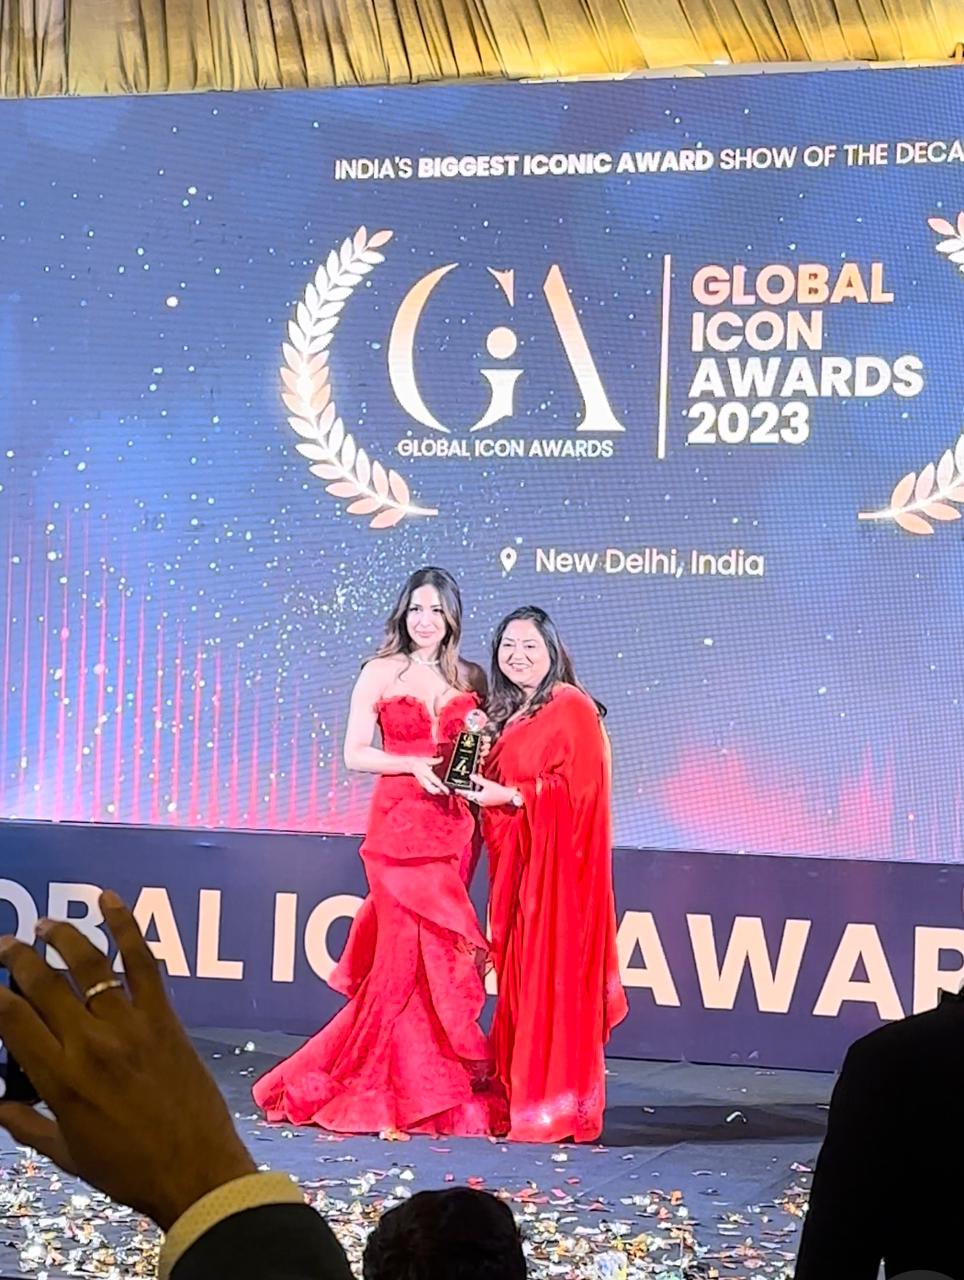 INDIA'S BIGGEST ICONIC AWARD SHOW OF THE DECA
GIA
GLOBAL ICON AWARDS
GLOBAL
ICON
AWARDS
2023
New Delhi, India
OBAL IC AWAR